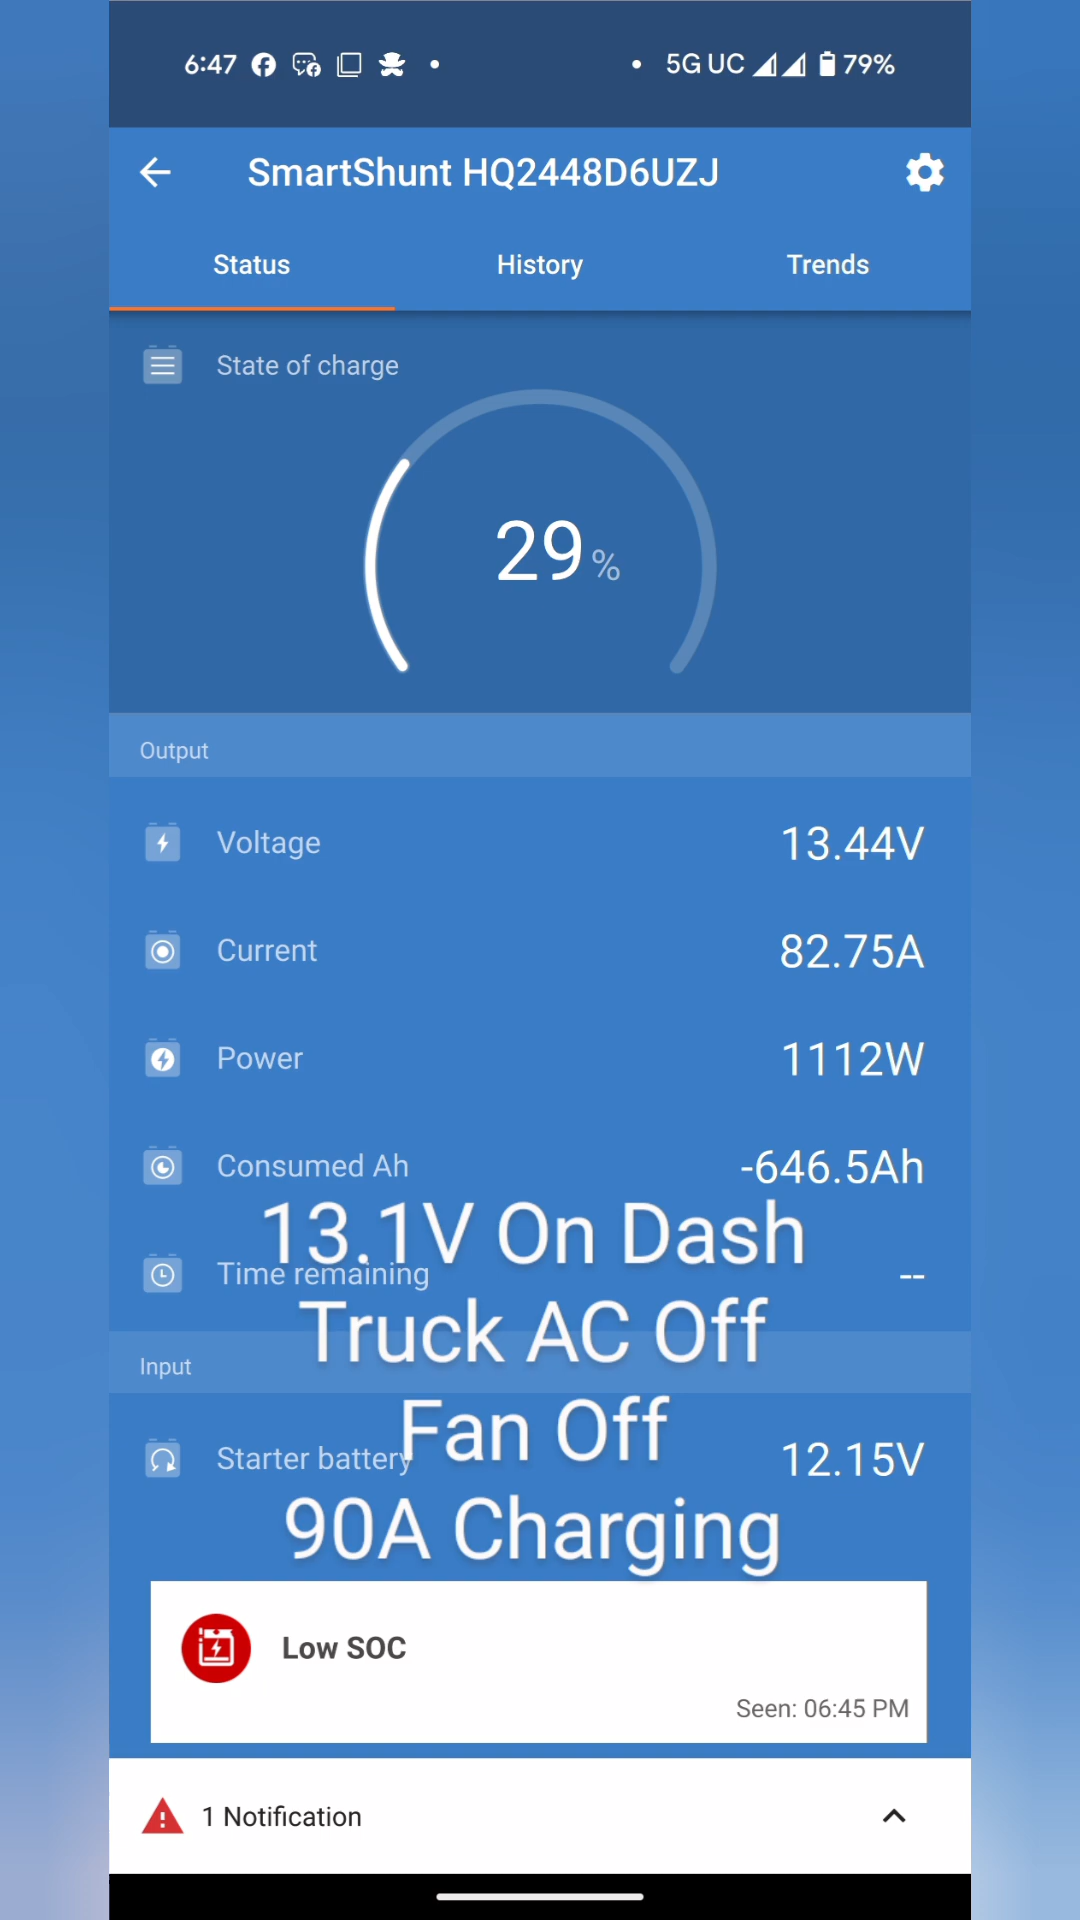 6:47
5G UC 79%
SmartShunt HQ2448D6UZJ
Status History Trends
State of charge
29%
Output
Voltage 13.44V
Current 82.75A
Power 1112W
Consumed Ah -646.5Ah
13.1V On Dash
Time remaining --
Truck AC Off
Input
Fan Off
Starter battery 12.15V
90A Charging
Low SOC
Seen: 06:45 PM
1 Notification